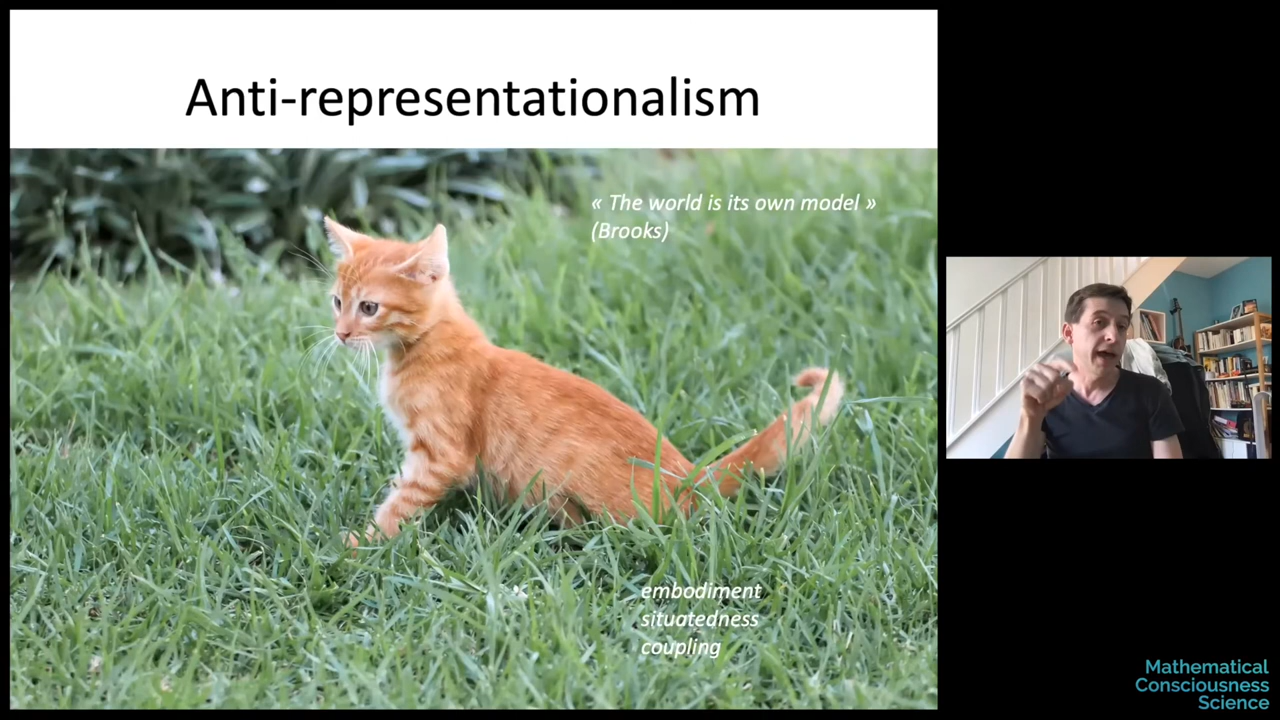 Anti-representationalism
« The world is its own model »
(Brooks)
embodiment
situatedness
coupling
Mathematical
Consciousness
Science